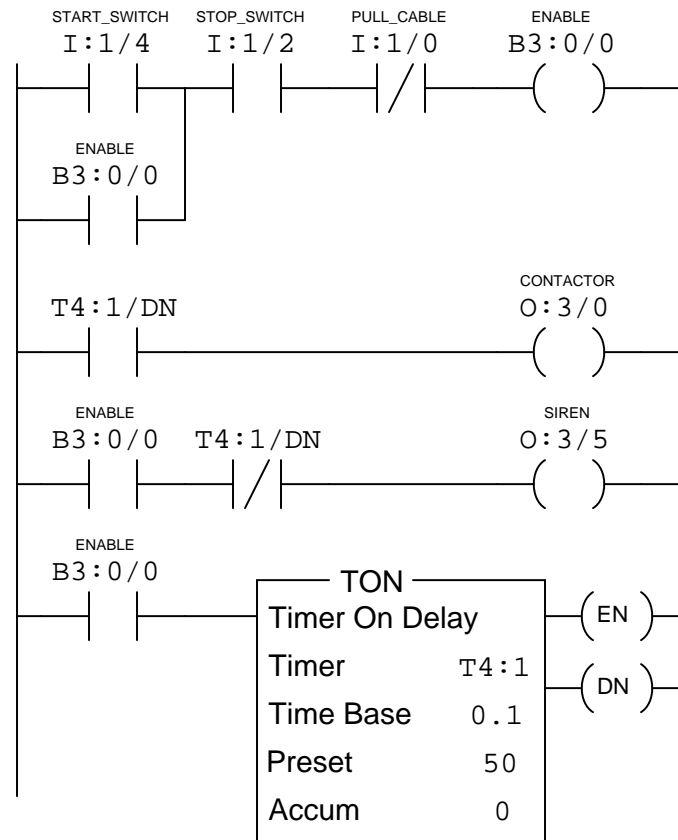 START_SWITCH STOP_SWITCH PULL_CABLE ENABLE
I:1/4 I:1/2 I:1/0 B3:0/0
ENABLE
B3:0/0
CONTACTOR
T4:1/DN O:3/0
ENABLE SIREN
B3:0/0 T4:1/DN O:3/5
ENABLE
B3:0/0
TON
Timer On Delay EN
Timer T4:1
DN
Time Base 0.1
Preset 50
Accum 0